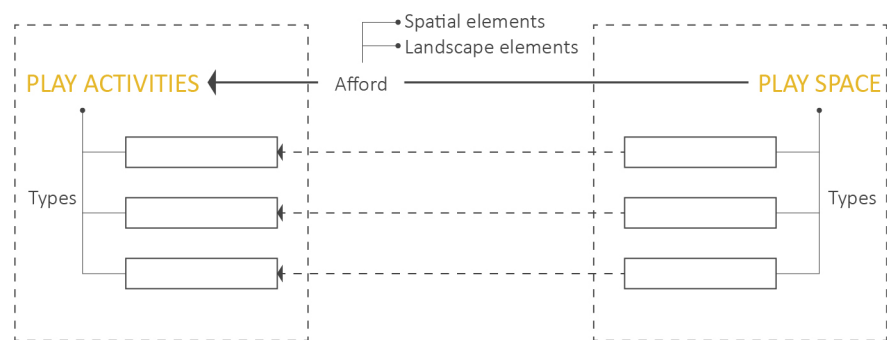 Spatial elements
Landscape elements
PLAY ACTIVITIES
Afford
PLAY SPACE
Types
Types